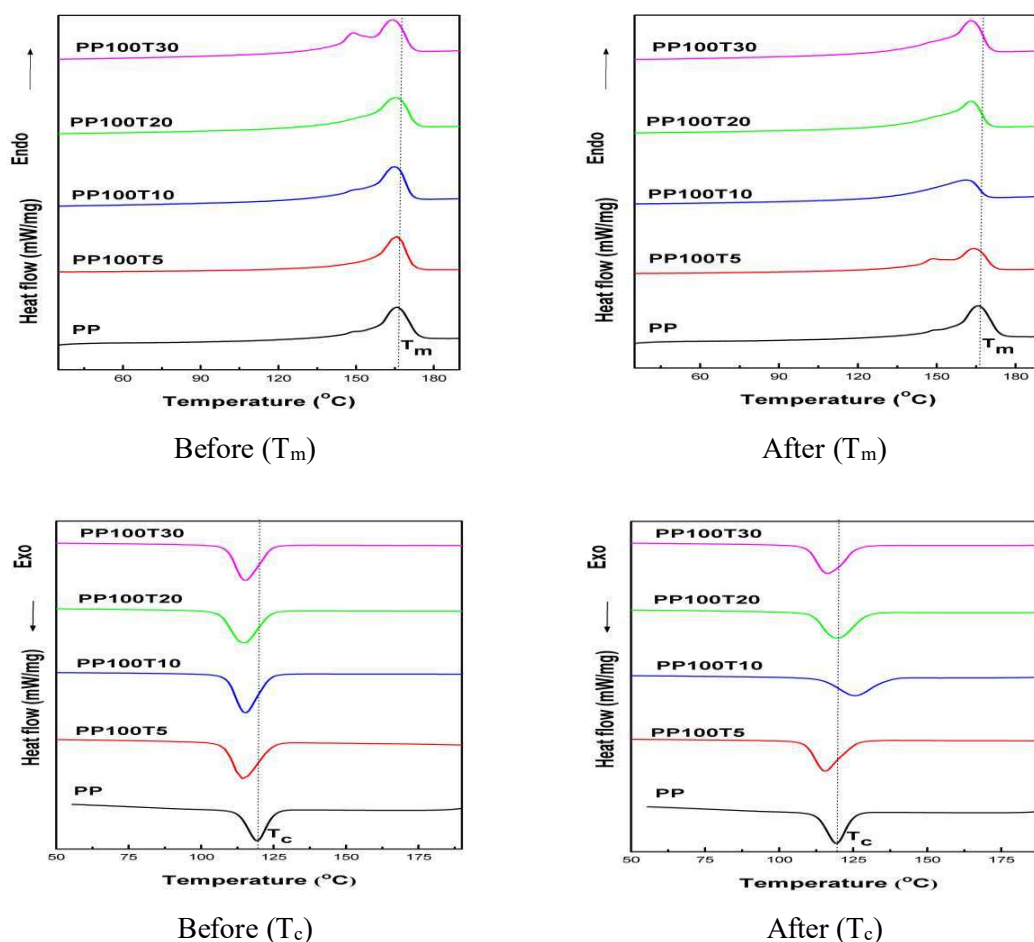 PP100T30
PP100T20
PP100T10
PP100T5
PP
Tm
Heat flow (mW/mg)
Endo
60
90
120
150
180
Temperature (°C)
Before (Tm)
PP100T30
PP100T20
PP100T10
PP100T5
PP
Tm
Heat flow (mW/mg)
Endo
60
90
120
150
180
Temperature (°C)
After (Tm)
PP100T30
PP100T20
PP100T10
PP100T5
PP
Tc
Heat flow (mW/mg)
Exo
50
75
100
125
150
175
Temperature (°C)
Before (Tc)
PP100T30
PP100T20
PP100T10
PP100T5
PP
Tc
Heat flow (mW/mg)
Exo
50
75
100
125
150
175
Temperature (°C)
After (Tc)